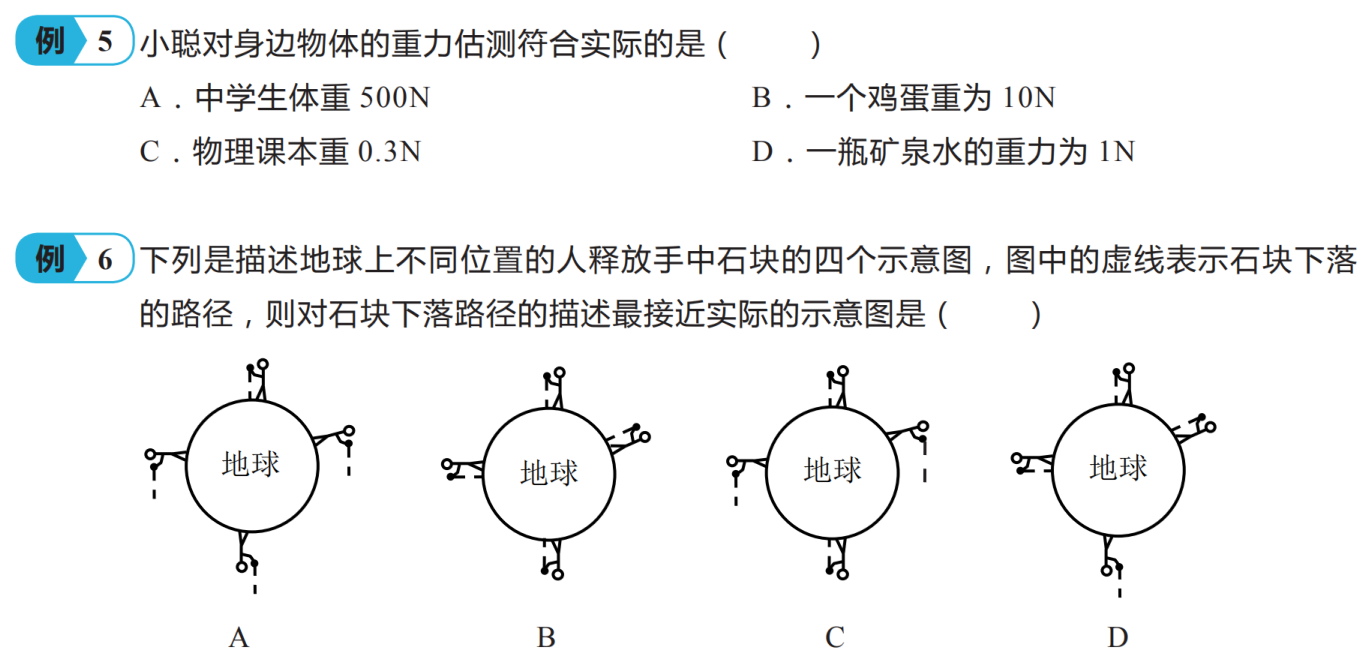 例 5 小聪对身边物体的重力估测符合实际的是（　　）
A．中学生体重 500N B．一个鸡蛋重为 10N
C．物理课本重 0.3N D．一瓶矿泉水的重力为 1N
例 6 下列是描述地球上不同位置的人释放手中石块的四个示意图，图中的虚线表示石块下落
的路径，则对石块下落路径的描述最接近实际的示意图是（　　）
地球 地球 地球 地球
A B C D